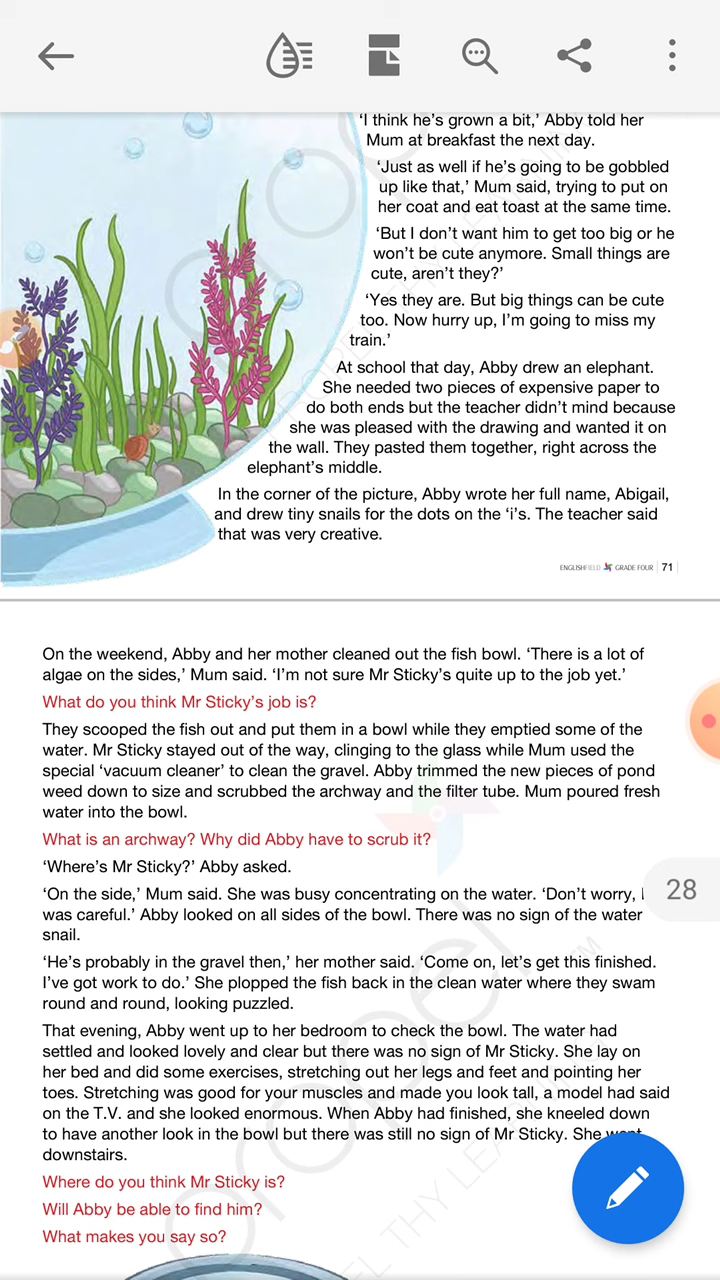 'I think he's grown a bit,' Abby told her
Mum at breakfast the next day.
'Just as well if he's going to be gobbled
up like that,' Mum said, trying to put on
her coat and eat toast at the same time.
'But I don't want him to get too big or he
won't be cute anymore. Small things are
cute, aren't they?'
'Yes they are. But big things can be cute
too. Now hurry up, I'm going to miss my
train.'
At school that day, Abby drew an elephant.
She needed two pieces of expensive paper to
do both ends but the teacher didn't mind because
she was pleased with the drawing and wanted it on
the wall. They pasted them together, right across the
elephant's middle.
In the corner of the picture, Abby wrote her full name, Abigail,
and drew tiny snails for the dots on the 'i's. The teacher said
that was very creative.
ENGLISHFIELD GRADE FOUR 71
On the weekend, Abby and her mother cleaned out the fish bowl. 'There is a lot of
algae on the sides,' Mum said. 'I'm not sure Mr Sticky's quite up to the job yet.'
What do you think Mr Sticky's job is?
They scooped the fish out and put them in a bowl while they emptied some of the
water. Mr Sticky stayed out of the way, clinging to the glass while Mum used the
special 'vacuum cleaner' to clean the gravel. Abby trimmed the new pieces of pond
weed down to size and scrubbed the archway and the filter tube. Mum poured fresh
water into the bowl.
What is an archway? Why did Abby have to scrub it?
'Where's Mr Sticky?' Abby asked.
'On the side,' Mum said. She was busy concentrating on the water. 'Don't worry, I
was careful.' Abby looked on all sides of the bowl. There was no sign of the water
snail.
28
'He's probably in the gravel then,' her mother said. 'Come on, let's get this finished.
I've got work to do.' She plopped the fish back in the clean water where they swam
round and round, looking puzzled.
That evening, Abby went up to her bedroom to check the bowl. The water had
settled and looked lovely and clear but there was no sign of Mr Sticky. She lay on
her bed and did some exercises, stretching out her legs and feet and pointing her
toes. Stretching was good for your muscles and made you look tall, a model had said
on the T.V. and she looked enormous. When Abby had finished, she kneeled down
to have another look in the bowl but there was still no sign of Mr Sticky. She went
downstairs.
Where do you think Mr Sticky is?
Will Abby be able to find him?
What makes you say so?